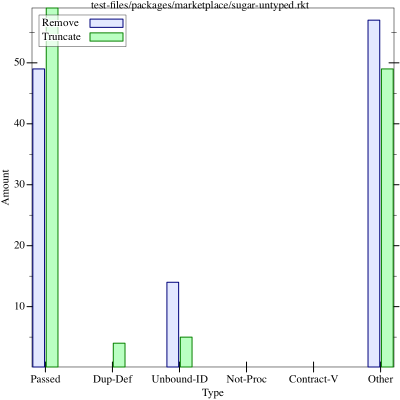 test-files/packages/marketplace/sugar-untyped.rkt
Remove
Truncate
50
40
30
20
10
Amount
Passed Dup-Def Unbound-ID Not-Proc Contract-V Other
Type